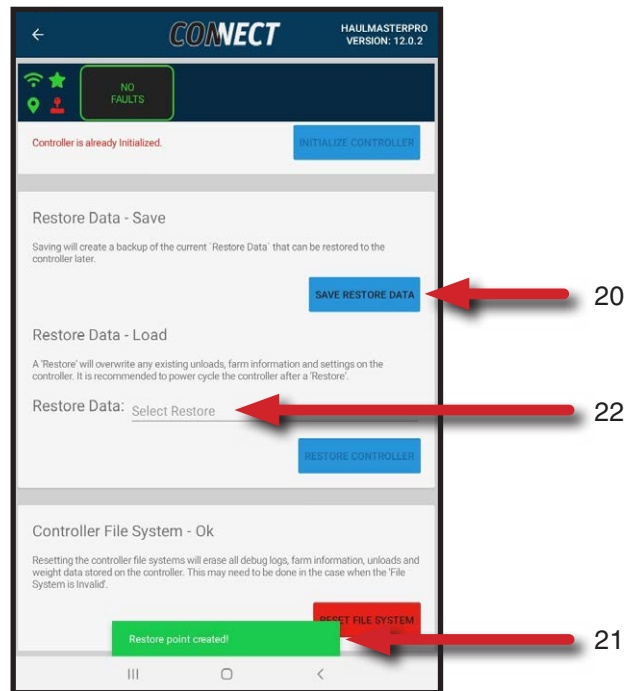 CONNECT
HAULMASTERPRO
VERSION: 12.0.2
NO
FAULTS
Controller is already Initialized.
INITIALIZE CONTROLLER
Restore Data - Save
Saving will create a backup of the current `Restore Data` that can be restored to the
controller later.
SAVE RESTORE DATA
20
Restore Data - Load
A 'Restore' will overwrite any existing unloads, farm information and settings on the
controller. It is recommended to power cycle the controller after a 'Restore'.
Restore Data: Select Restore
22
RESTORE CONTROLLER
Controller File System - Ok
Resetting the controller file systems will erase all debug logs, farm information, unloads and
weight data stored on the controller. This may need to be done in the case when the 'File
System is Invalid'.
RESET FILE SYSTEM
Restore point created!
21